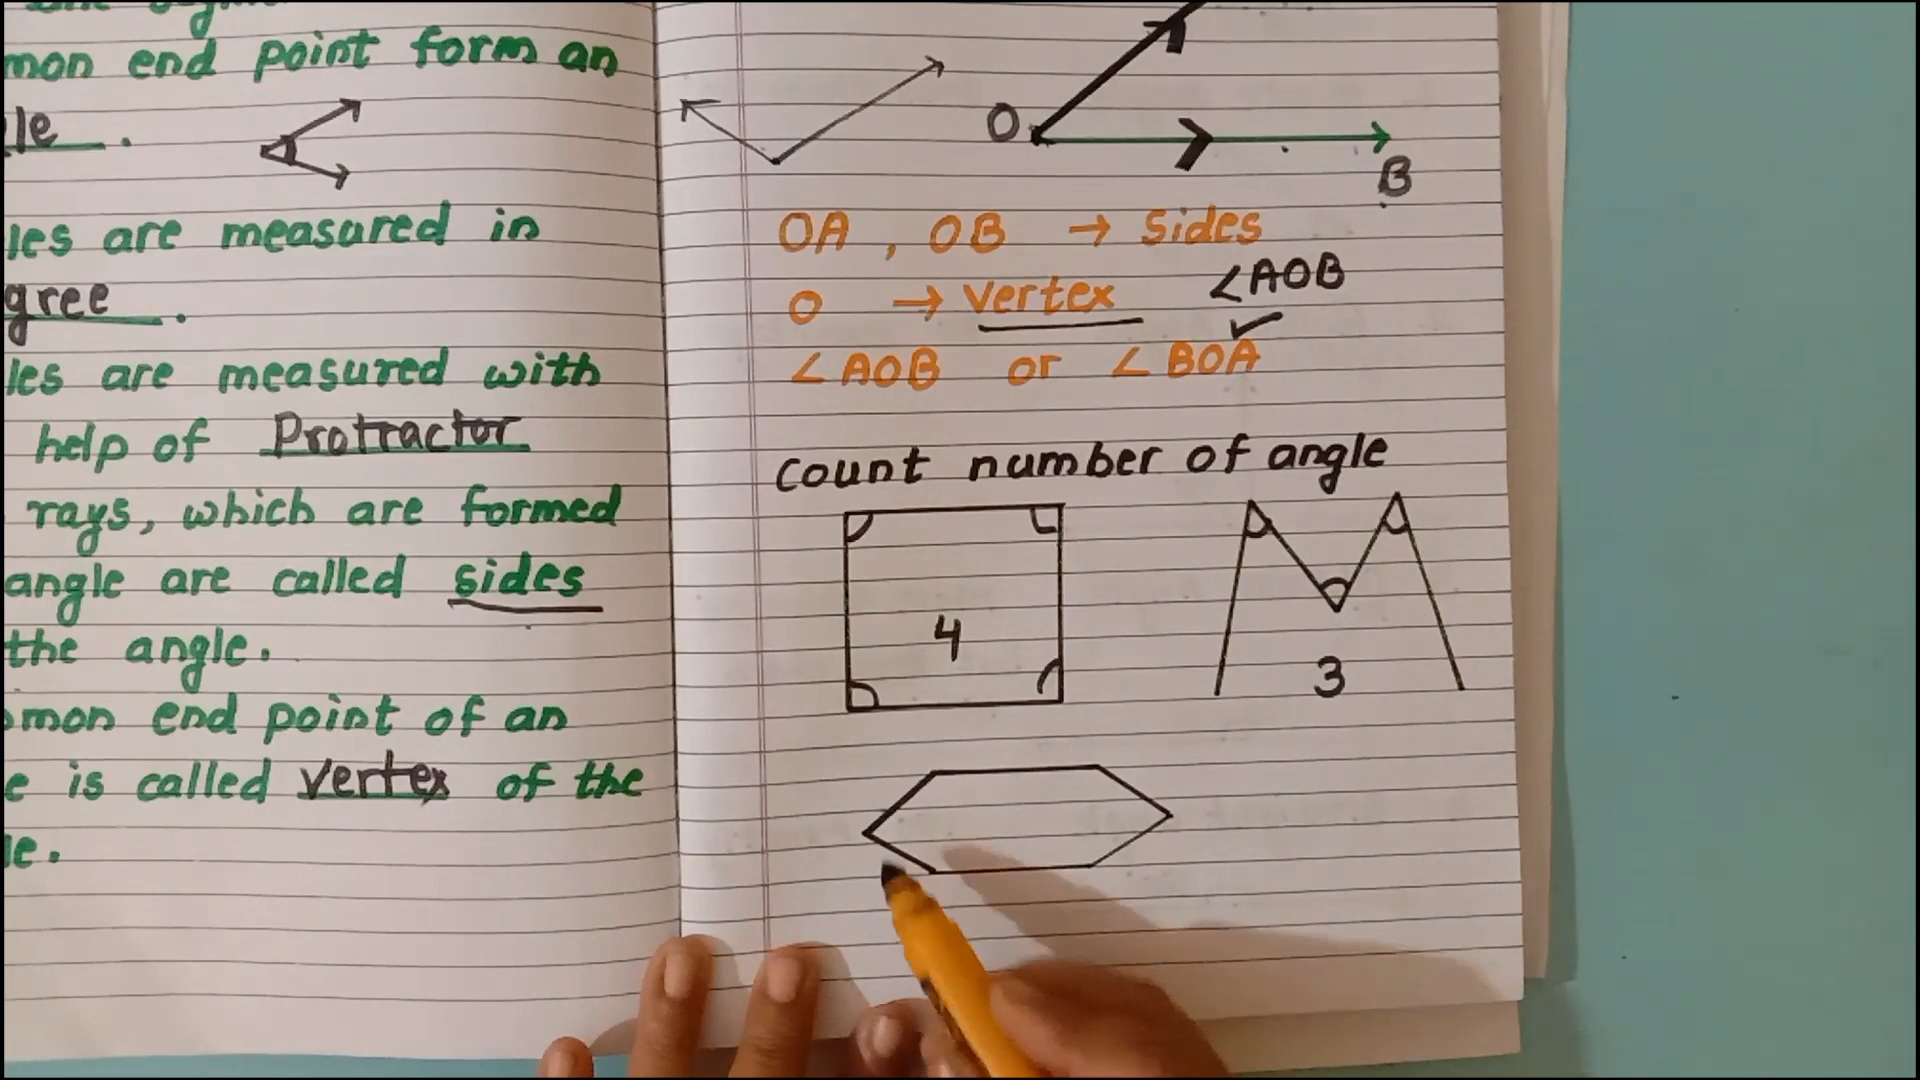 mon end point form an
le .
les are measured in
gree .
les are measured with
help of Protractor
rays, which are formed
angle are called sides
the angle.
mon end point of an
e is called vertex of the
le.
O
B
OA , OB → Sides
O → Vertex ∠AOB
∠AOB or ∠BOA ✓
Count number of angle
4
3